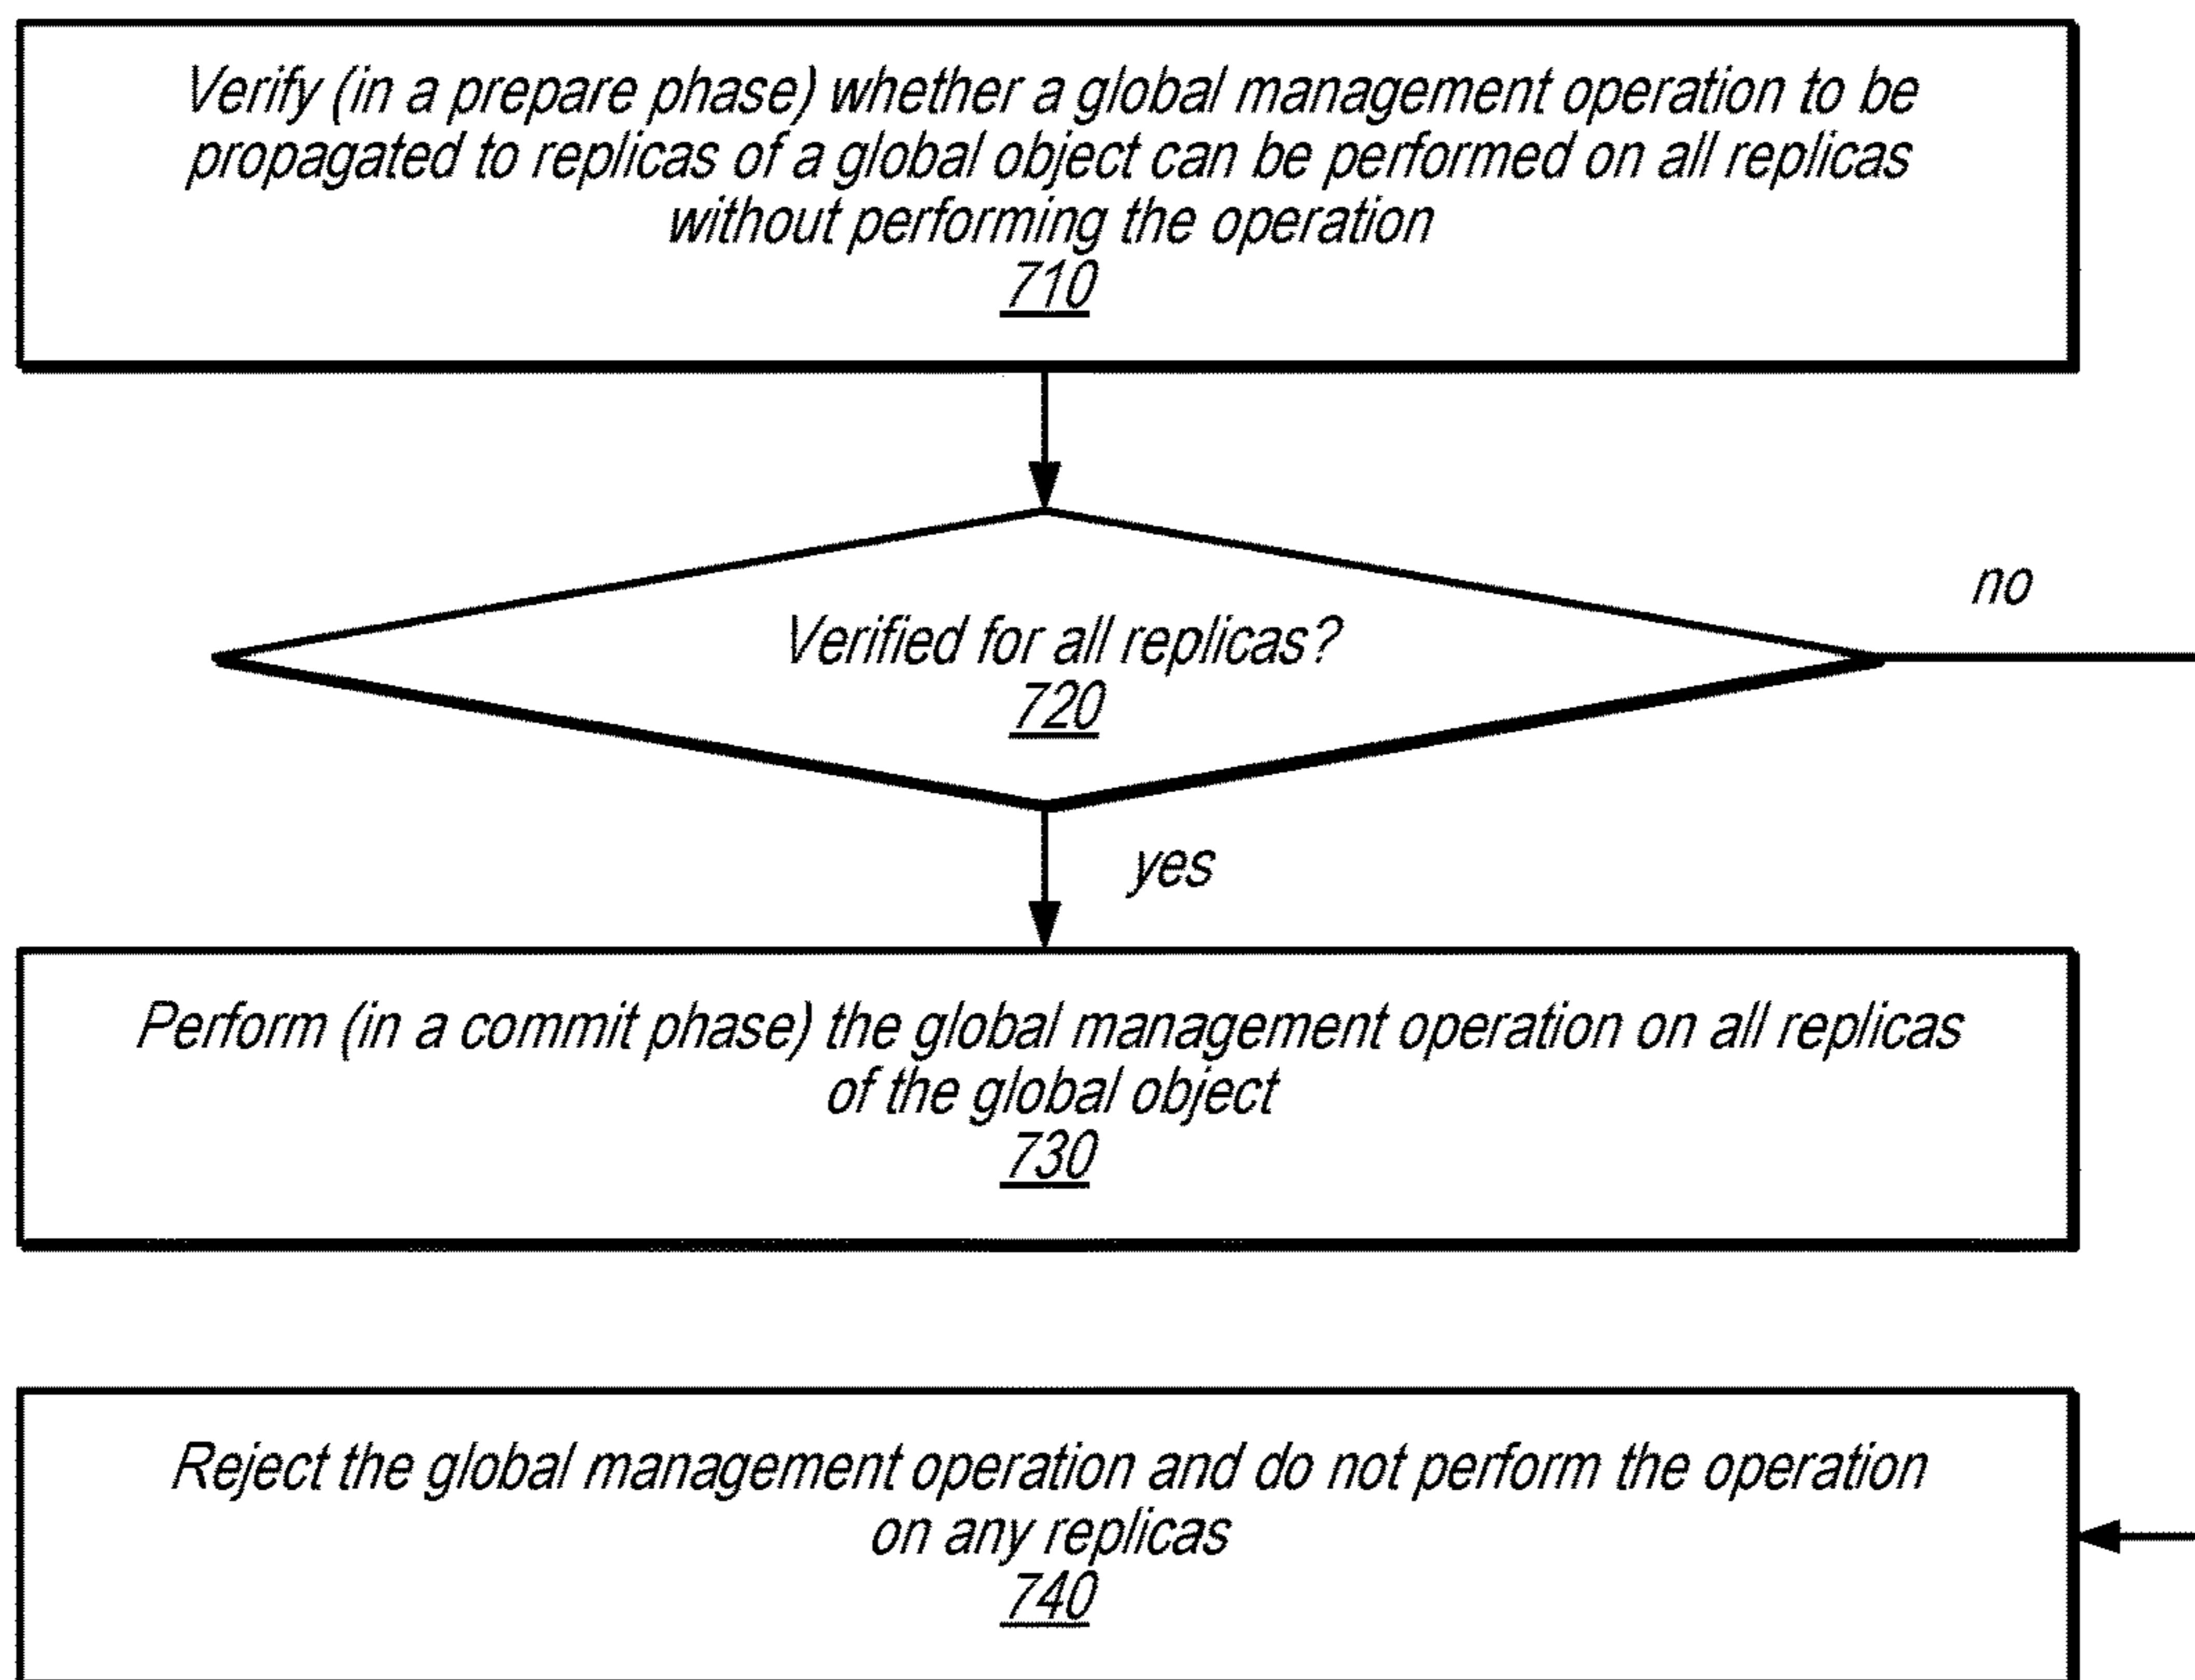 Verify (in a prepare phase) whether a global management operation to be
propagated to replicas of a global object can be performed on all replicas
without performing the operation
710
no
Verified for all replicas?
720
yes
Perform (in a commit phase) the global management operation on all replicas
of the global object
730
Reject the global management operation and do not perform the operation
on any replicas
740